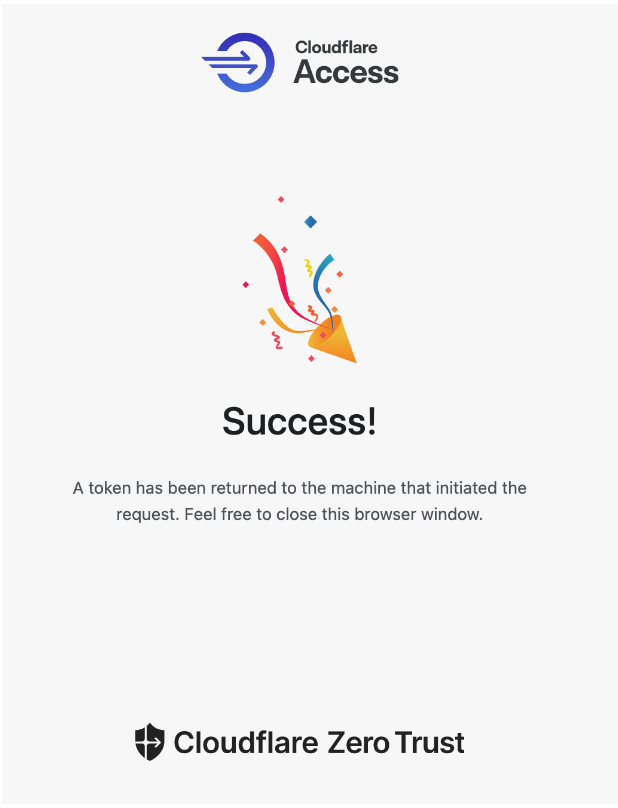 Cloudflare
Access
Success!
A token has been returned to the machine that initiated the
request. Feel free to close this browser window.
Cloudflare Zero Trust